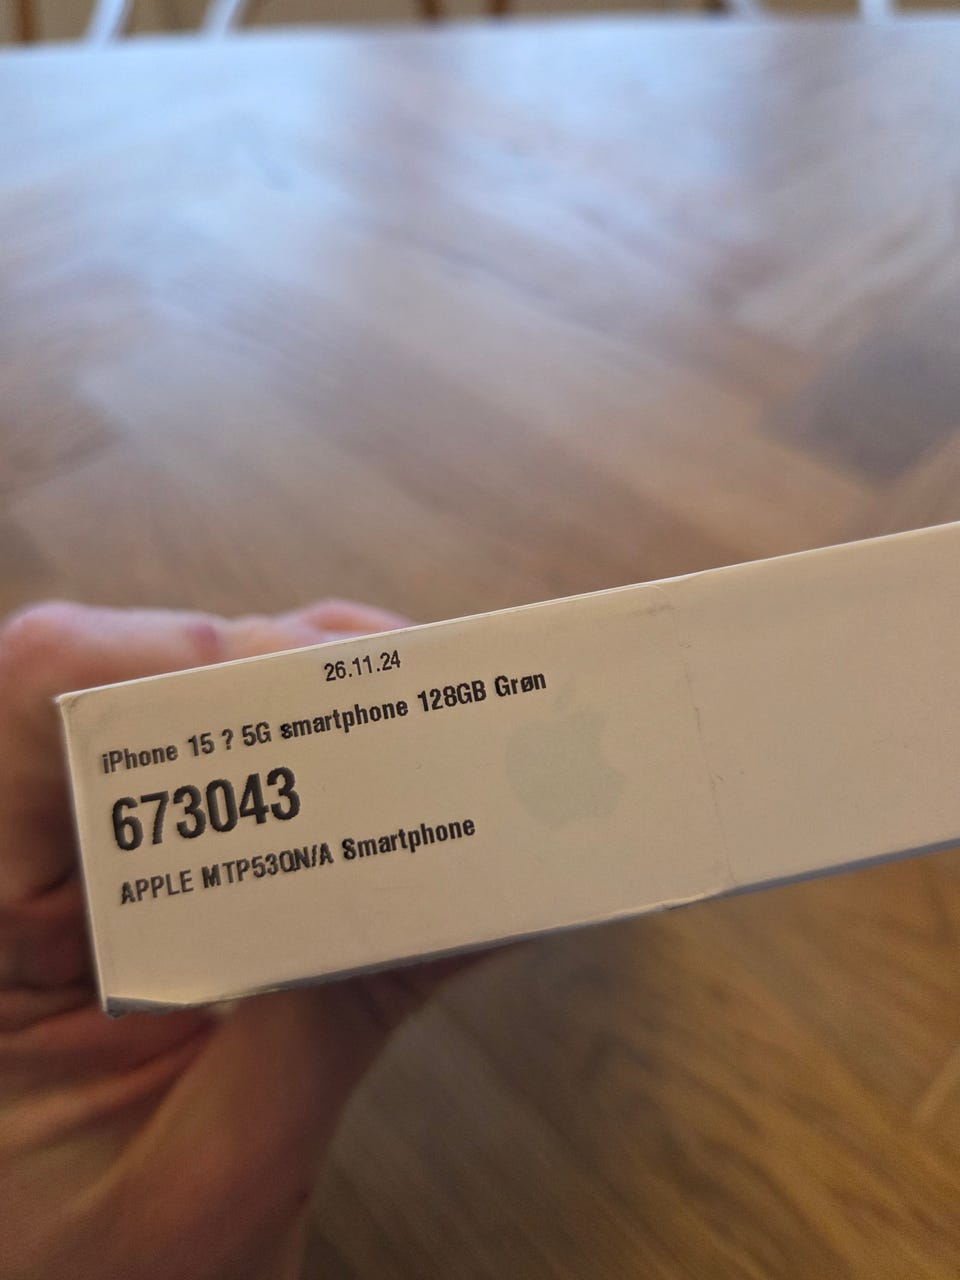 26.11.24
iPhone 15 ? 5G smartphone 128GB Grøn
673043
APPLE MTP53QN/A Smartphone